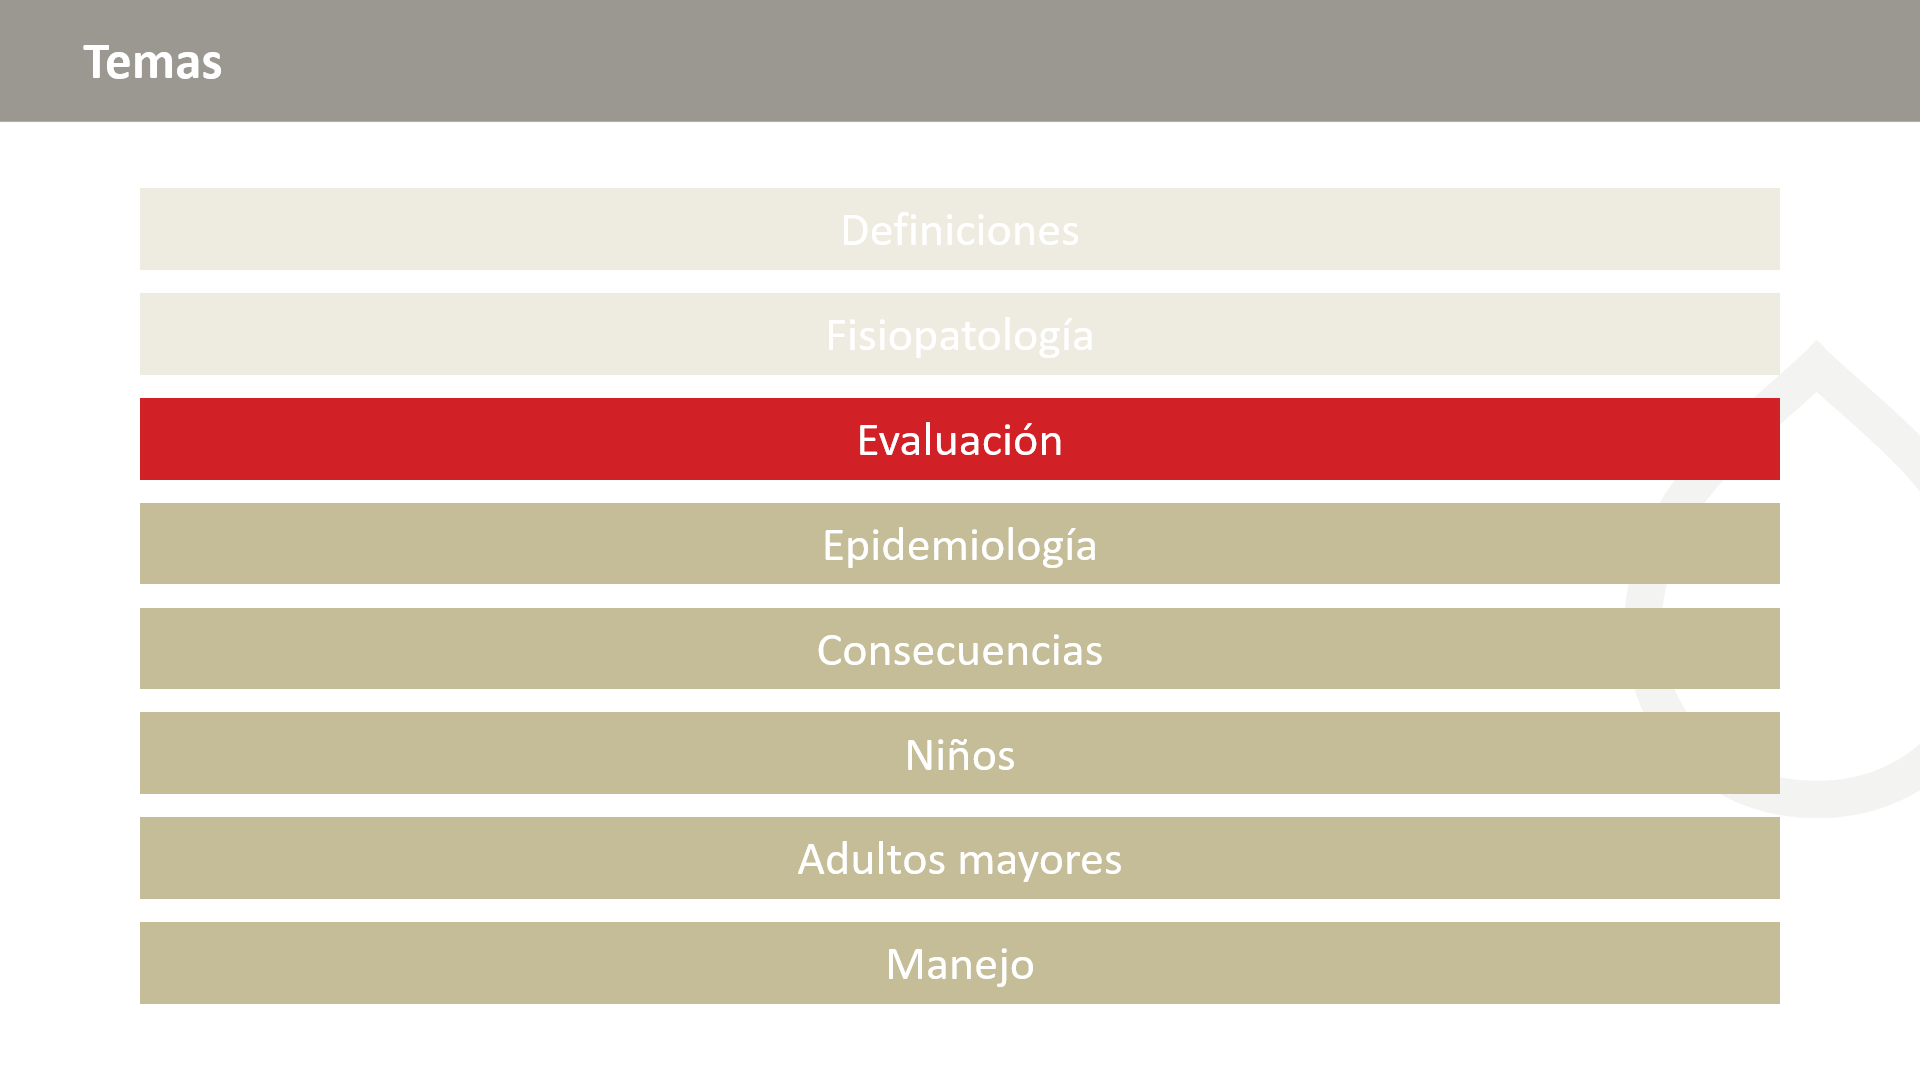 Temas
Definiciones
Fisiopatología
Evaluación
Epidemiología
Consecuencias
Niños
Adultos mayores
Manejo